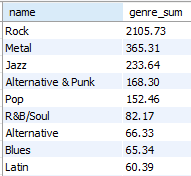 name genre_sum
Rock 2105.73
Metal 365.31
Jazz 233.64
Alternative & Punk 168.30
Pop 152.46
R&B/Soul 82.17
Alternative 66.33
Blues 65.34
Latin 60.39